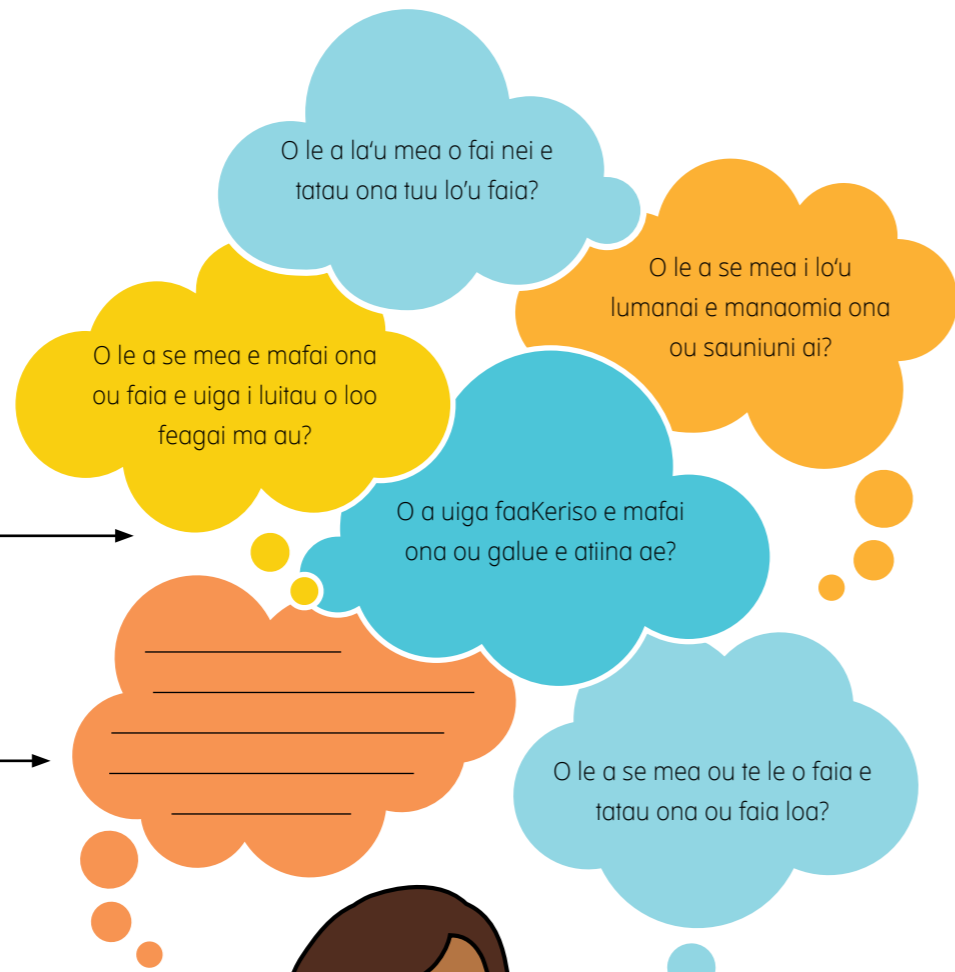 O le a la‘u mea o fai nei e
tatau ona tuu lo’u faia?
O le a se mea i lo‘u
lumanai e manaomia ona
ou sauniuni ai?
O le a se mea e mafai ona
ou faia e uiga i luitau o loo
feagai ma au?
O a uiga faaKeriso e mafai
ona ou galue e atiina ae?
O le a se mea ou te le o faia e
tatau ona ou faia loa?